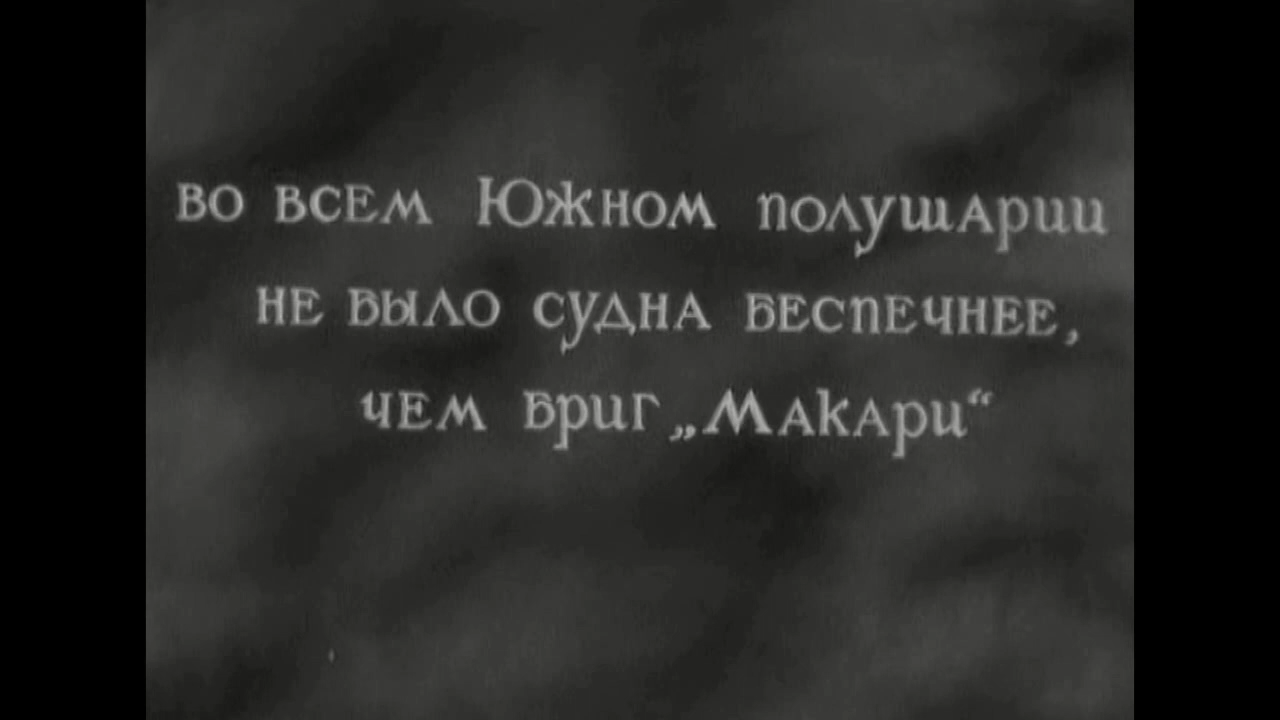 во всем Южном полушарии
не было судна беспечнее,
чем бриг „Макари“